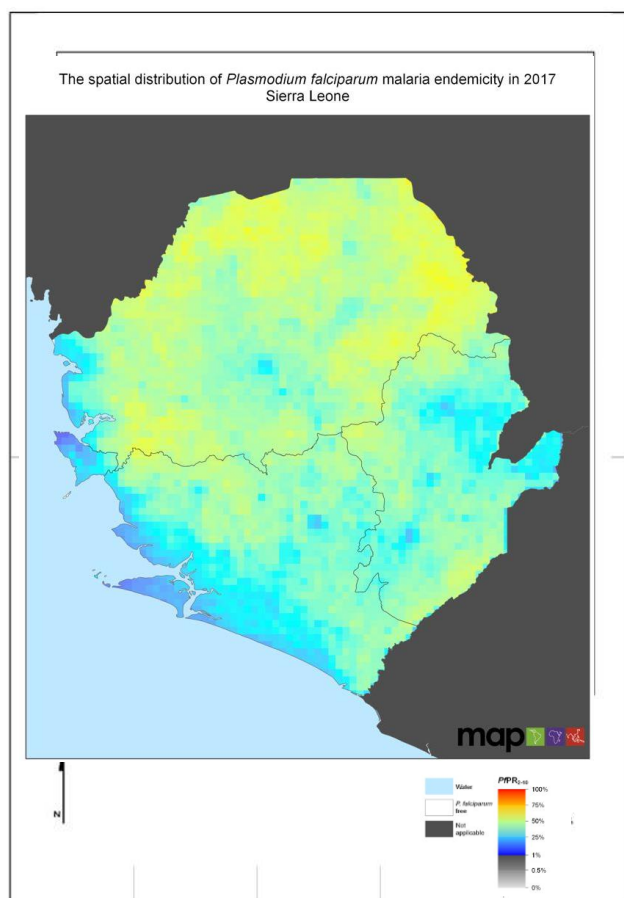 The spatial distribution of Plasmodium falciparum malaria endemicity in 2017
Sierra Leone
map
N
Water
P. falciparum
free
Not
applicable
PfPR₂₋₁₀
100%
75%
50%
25%
1%
0.5%
0%